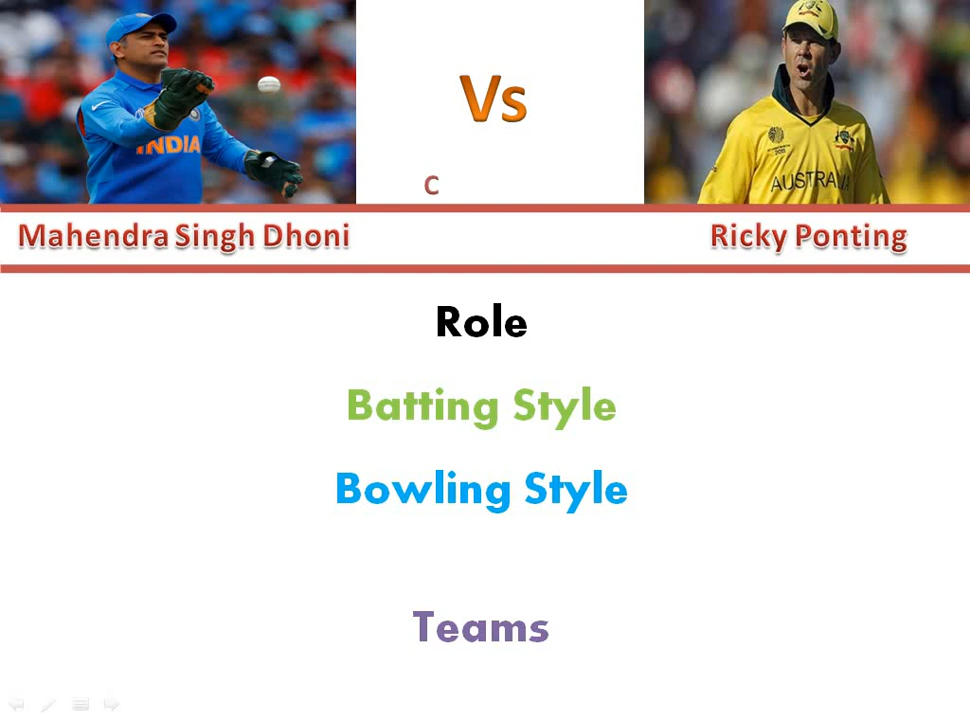 INDIA
AUSTRALIA
Vs
C
Mahendra Singh Dhoni
Ricky Ponting
Role
Batting Style
Bowling Style
Teams